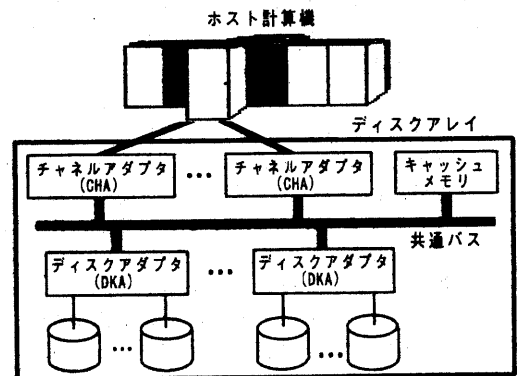 ホスト計算機
ディスクアレイ
チャネルアダプタ
(CHA)
...
チャネルアダプタ
(CHA)
キャッシュ
メモリ
共通バス
ディスクアダプタ
(DKA)
...
ディスクアダプタ
(DKA)
...
...